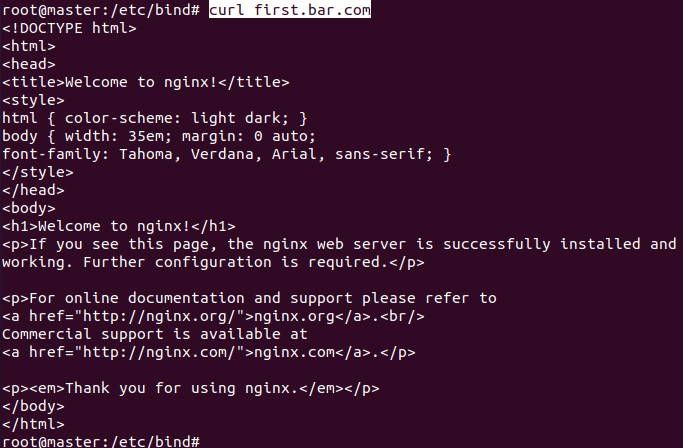 root@master:/etc/bind# curl first.bar.com
<!DOCTYPE html>
<html>
<head>
<title>Welcome to nginx!</title>
<style>
html { color-scheme: light dark; }
body { width: 35em; margin: 0 auto;
font-family: Tahoma, Verdana, Arial, sans-serif; }
</style>
</head>
<body>
<h1>Welcome to nginx!</h1>
<p>If you see this page, the nginx web server is successfully installed and
working. Further configuration is required.</p>

<p>For online documentation and support please refer to
<a href="http://nginx.org/">nginx.org</a>.<br/>
Commercial support is available at
<a href="http://nginx.com/">nginx.com</a>.</p>

<p><em>Thank you for using nginx.</em></p>
</body>
</html>
root@master:/etc/bind#